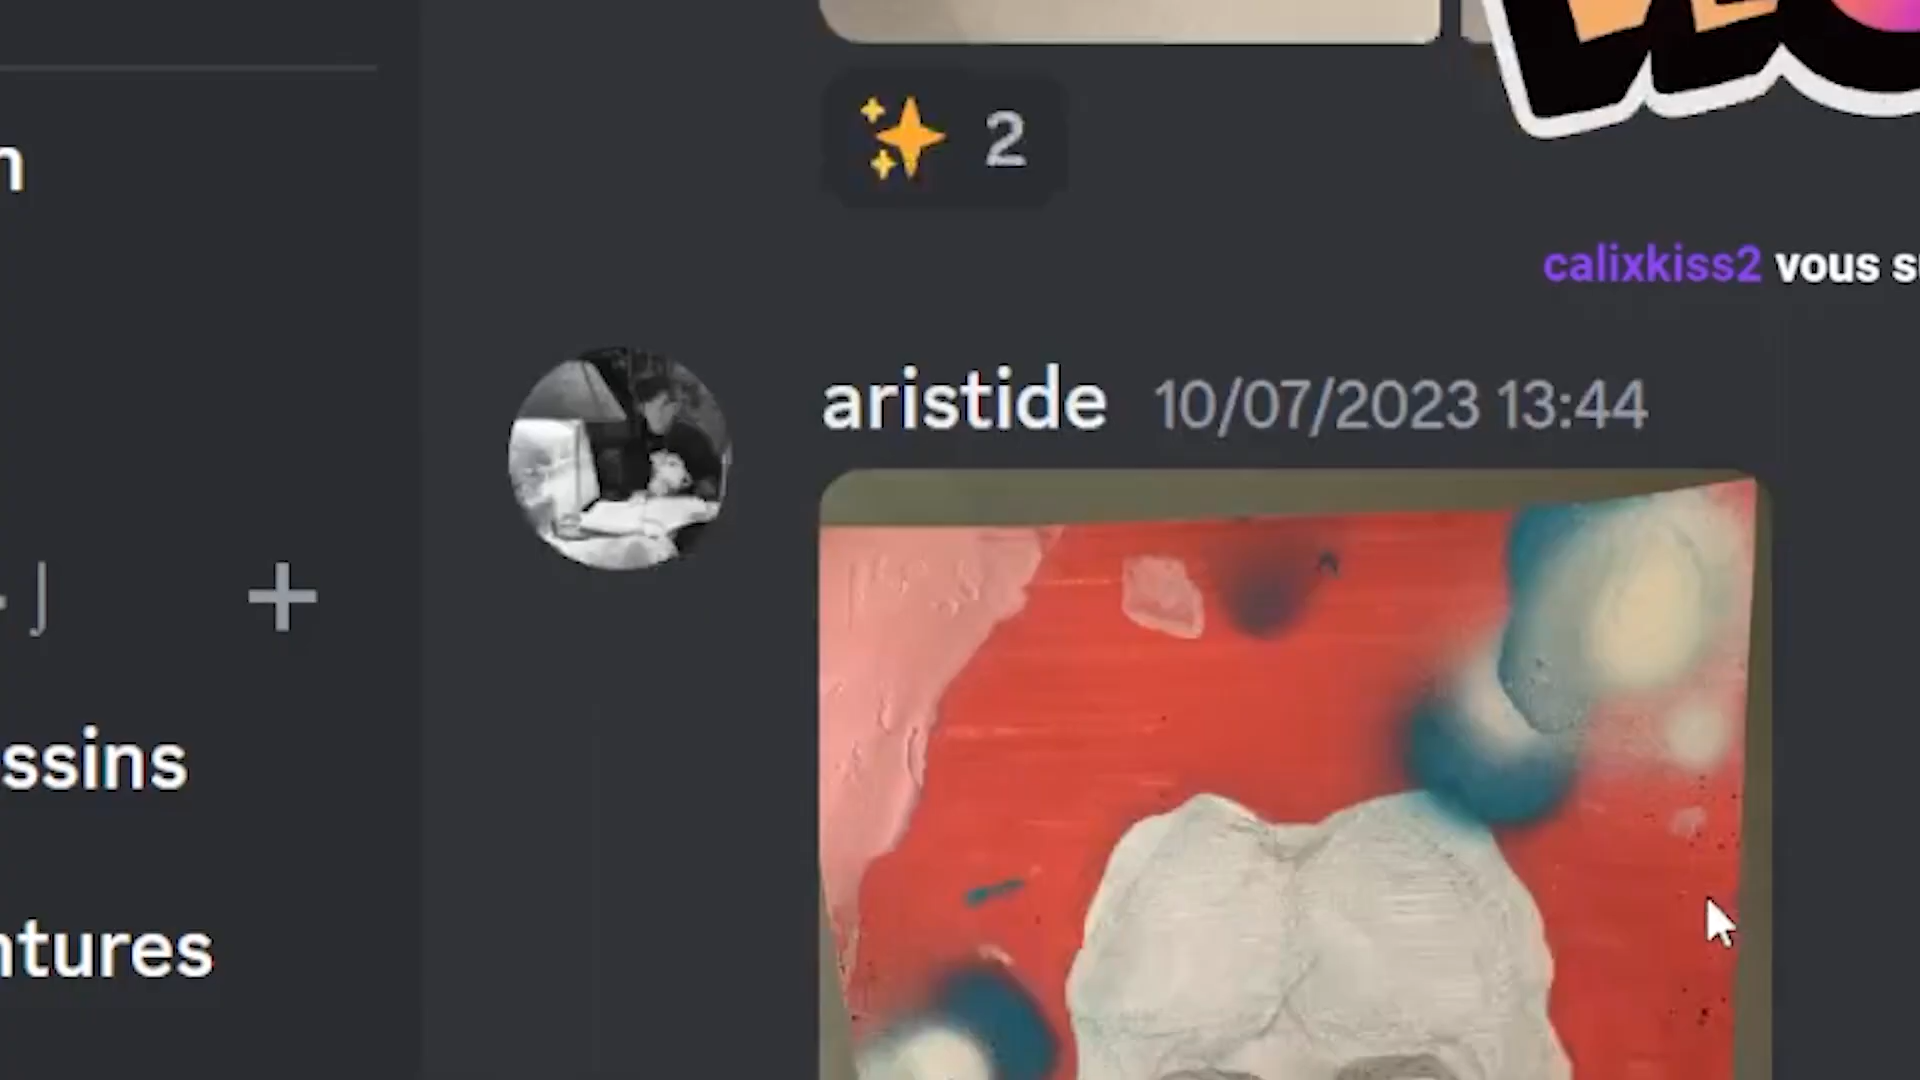 2
calixkiss2 vous s
aristide 10/07/2023 13:44
J
ssins
ntures